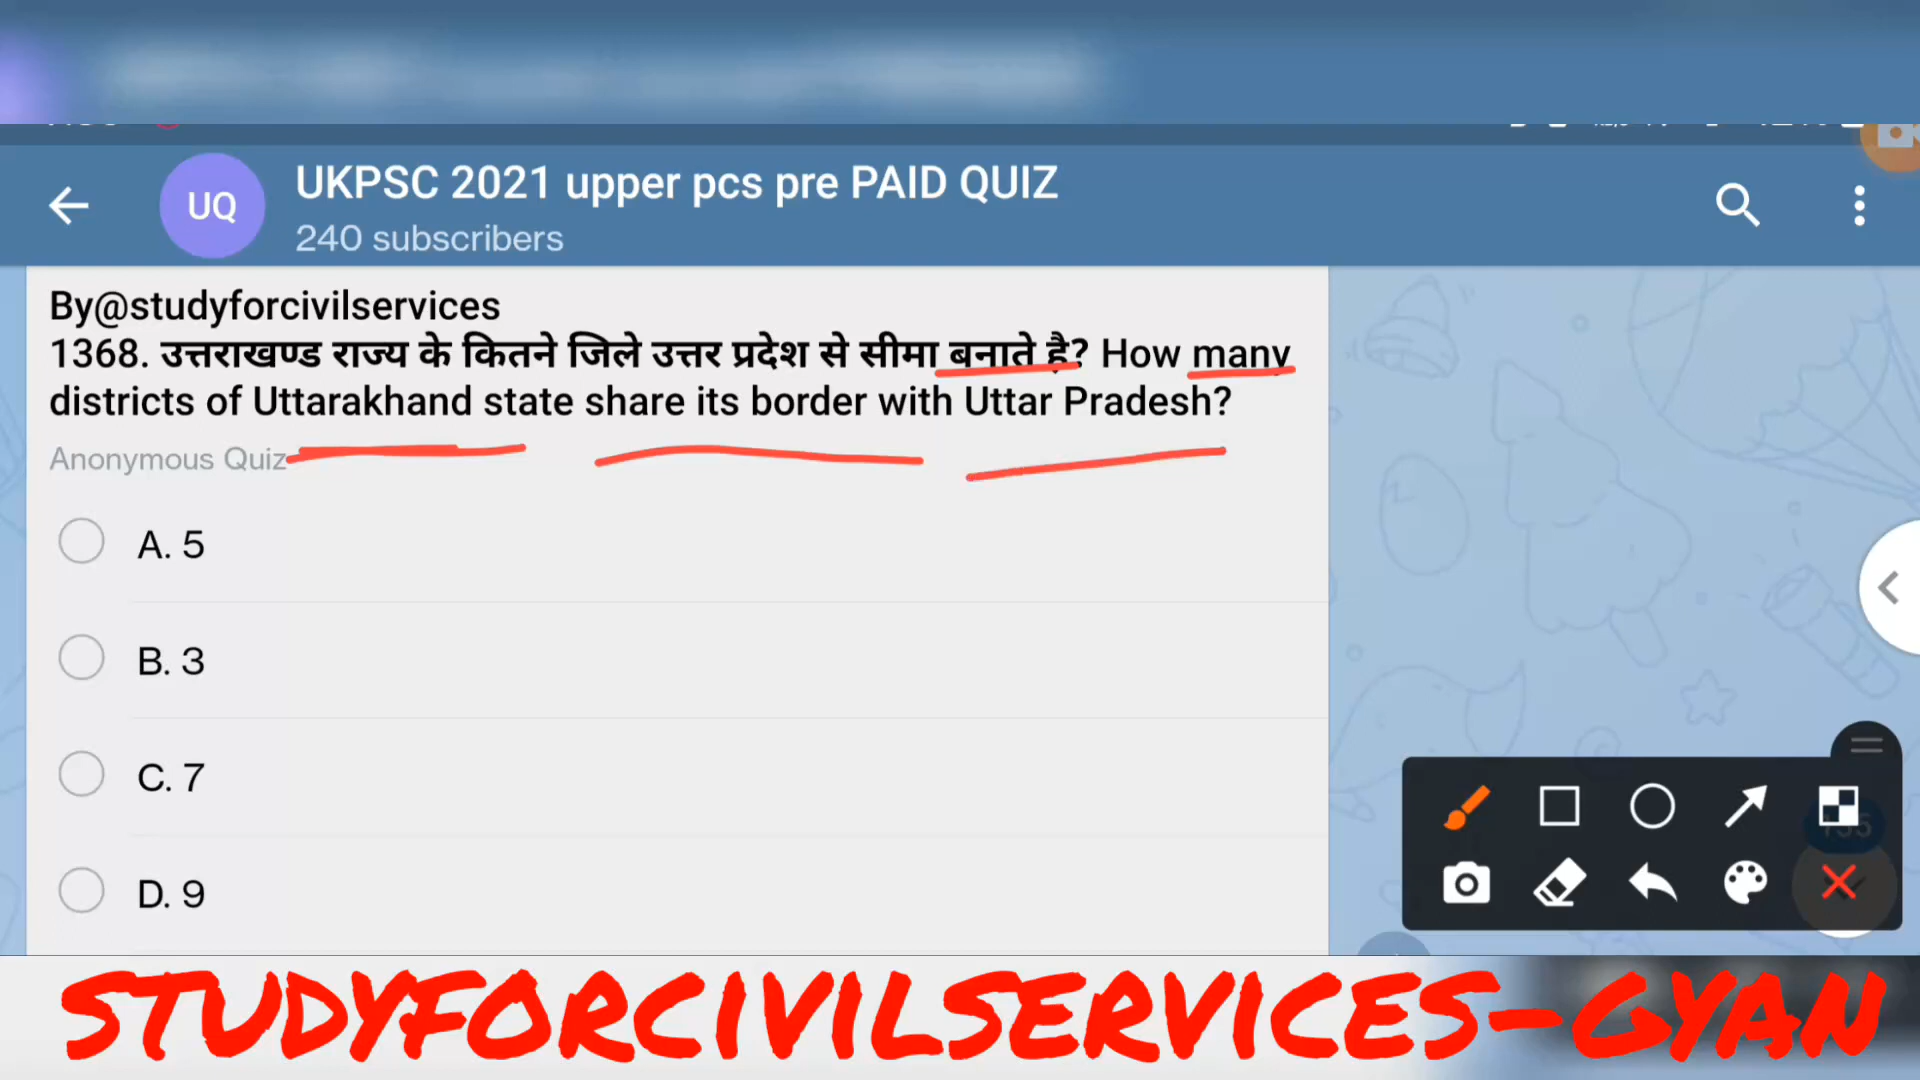 UQ
UKPSC 2021 upper pcs pre PAID QUIZ
240 subscribers
By@studyforcivilservices
1368. उत्तराखण्ड राज्य के कितने जिले उत्तर प्रदेश से सीमा बनाते है? How many
districts of Uttarakhand state share its border with Uttar Pradesh?
Anonymous Quiz
A. 5
B. 3
C. 7
D. 9
STUDYFORCIVILSERVICES-GYAN